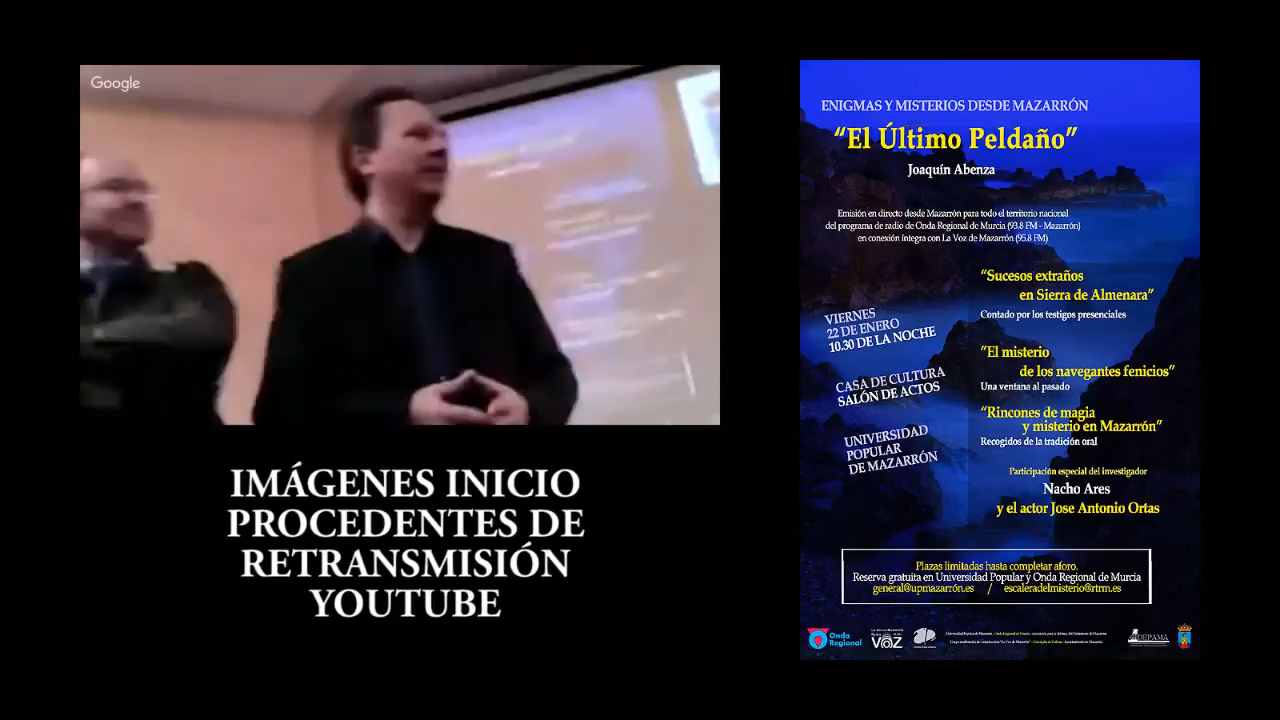 Google
IMÁGENES INICIO
PROCEDENTES DE
RETRANSMISIÓN
YOUTUBE
ENIGMAS Y MISTERIOS DESDE MAZARRÓN
“El Último Peldaño”
Joaquín Abenza
Emisión en directo desde Mazarrón para todo el territorio nacional
del programa de radio de Onda Regional de Murcia (93.8 FM - Mazarrón)
en conexión íntegra con La Voz de Mazarrón (95.8 FM)
VIERNES
22 DE ENERO
10.30 DE LA NOCHE
CASA DE CULTURA
SALÓN DE ACTOS
UNIVERSIDAD
POPULAR
DE MAZARRÓN
“Sucesos extraños
en Sierra de Almenara”
Contado por los testigos presenciales
“El misterio
de los navegantes fenicios”
Una ventana al pasado
“Rincones de magia
y misterio en Mazarrón”
Recogidos de la tradición oral
Participación especial del investigador
Nacho Ares
y el actor Jose Antonio Ortas
Plazas limitadas hasta completar aforo.
Reserva gratuita en Universidad Popular y Onda Regional de Murcia
general@upmazarrón.es / escaleradelmisterio@rtrm.es
Onda
Regional
VOZ